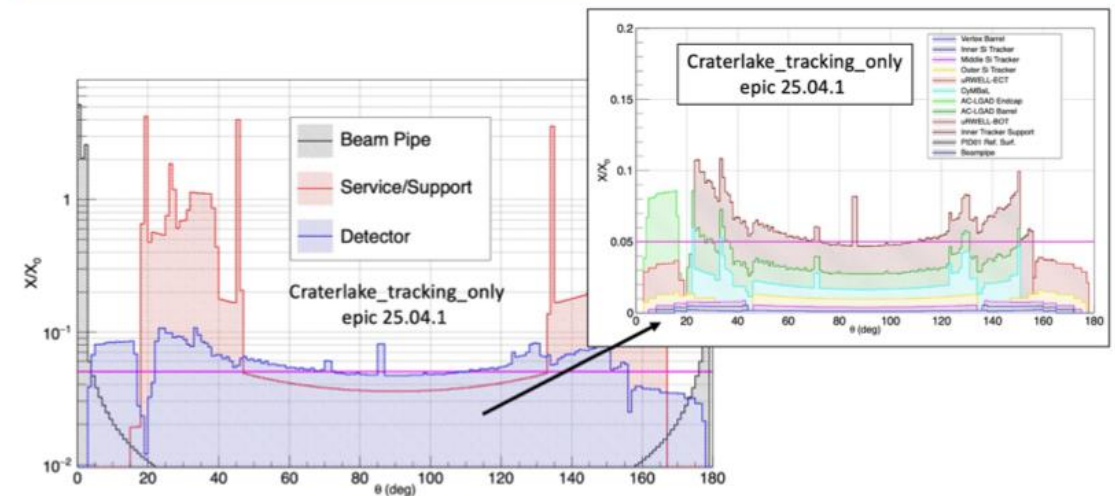 Craterlake_tracking_only
epic 25.04.1
Vertex Barrel
Inner Si Tracker
Middle Si Tracker
Outer Si Tracker
uRWELL-ECT
CyMBaL
AC-LGAD Endcap
AC-LGAD Barrel
uRWELL-BOT
Inner Tracker Support
PID01 Ref. Surf.
Beampipe
X/X₀
0.2
0.15
0.1
0.05
0
0 20 40 60 80 100 120 140 160 180
θ (deg)
Beam Pipe
Service/Support
Detector
Craterlake_tracking_only
epic 25.04.1
X/X₀
1
10⁻¹
10⁻²
0 20 40 60 80 100 120 140 160 180
θ (deg)